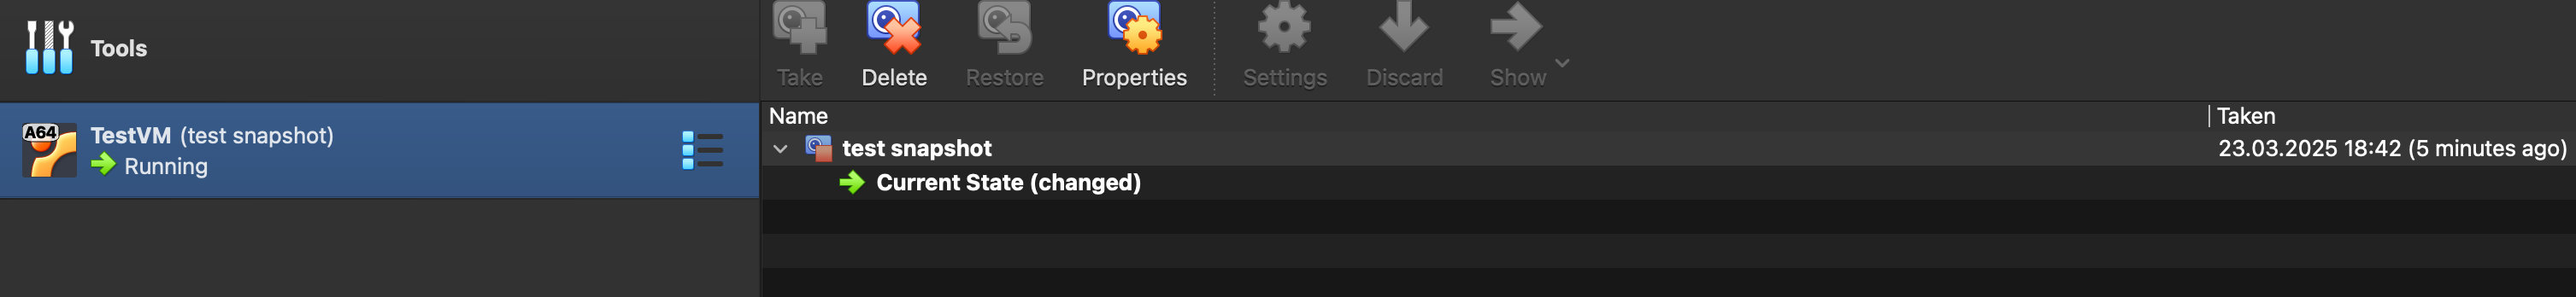 Tools
Take Delete Restore Properties Settings Discard Show
A64
TestVM (test snapshot)
Running
Name Taken
test snapshot 23.03.2025 18:42 (5 minutes ago)
Current State (changed)